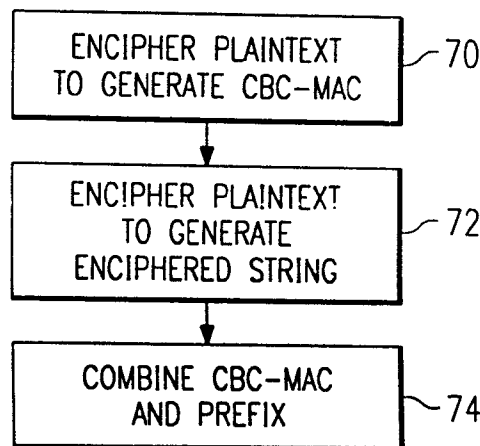 ENCIPHER PLAINTEXT
TO GENERATE CBC-MAC
70
ENCIPHER PLAINTEXT
TO GENERATE
ENCIPHERED STRING
72
COMBINE CBC-MAC
AND PREFIX
74